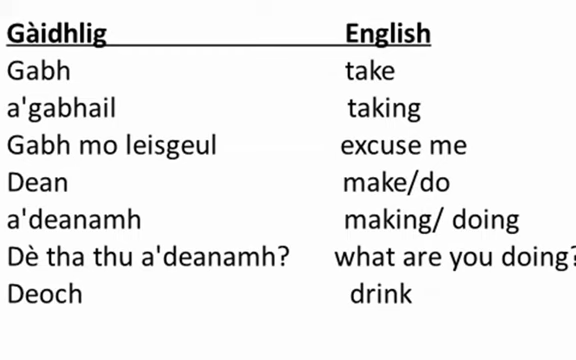 Gàidhlig English
Gabh take
a'gabhail taking
Gabh mo leisgeul excuse me
Dean make/do
a'deanamh making/ doing
Dè tha thu a'deanamh? what are you doing?
Deoch drink